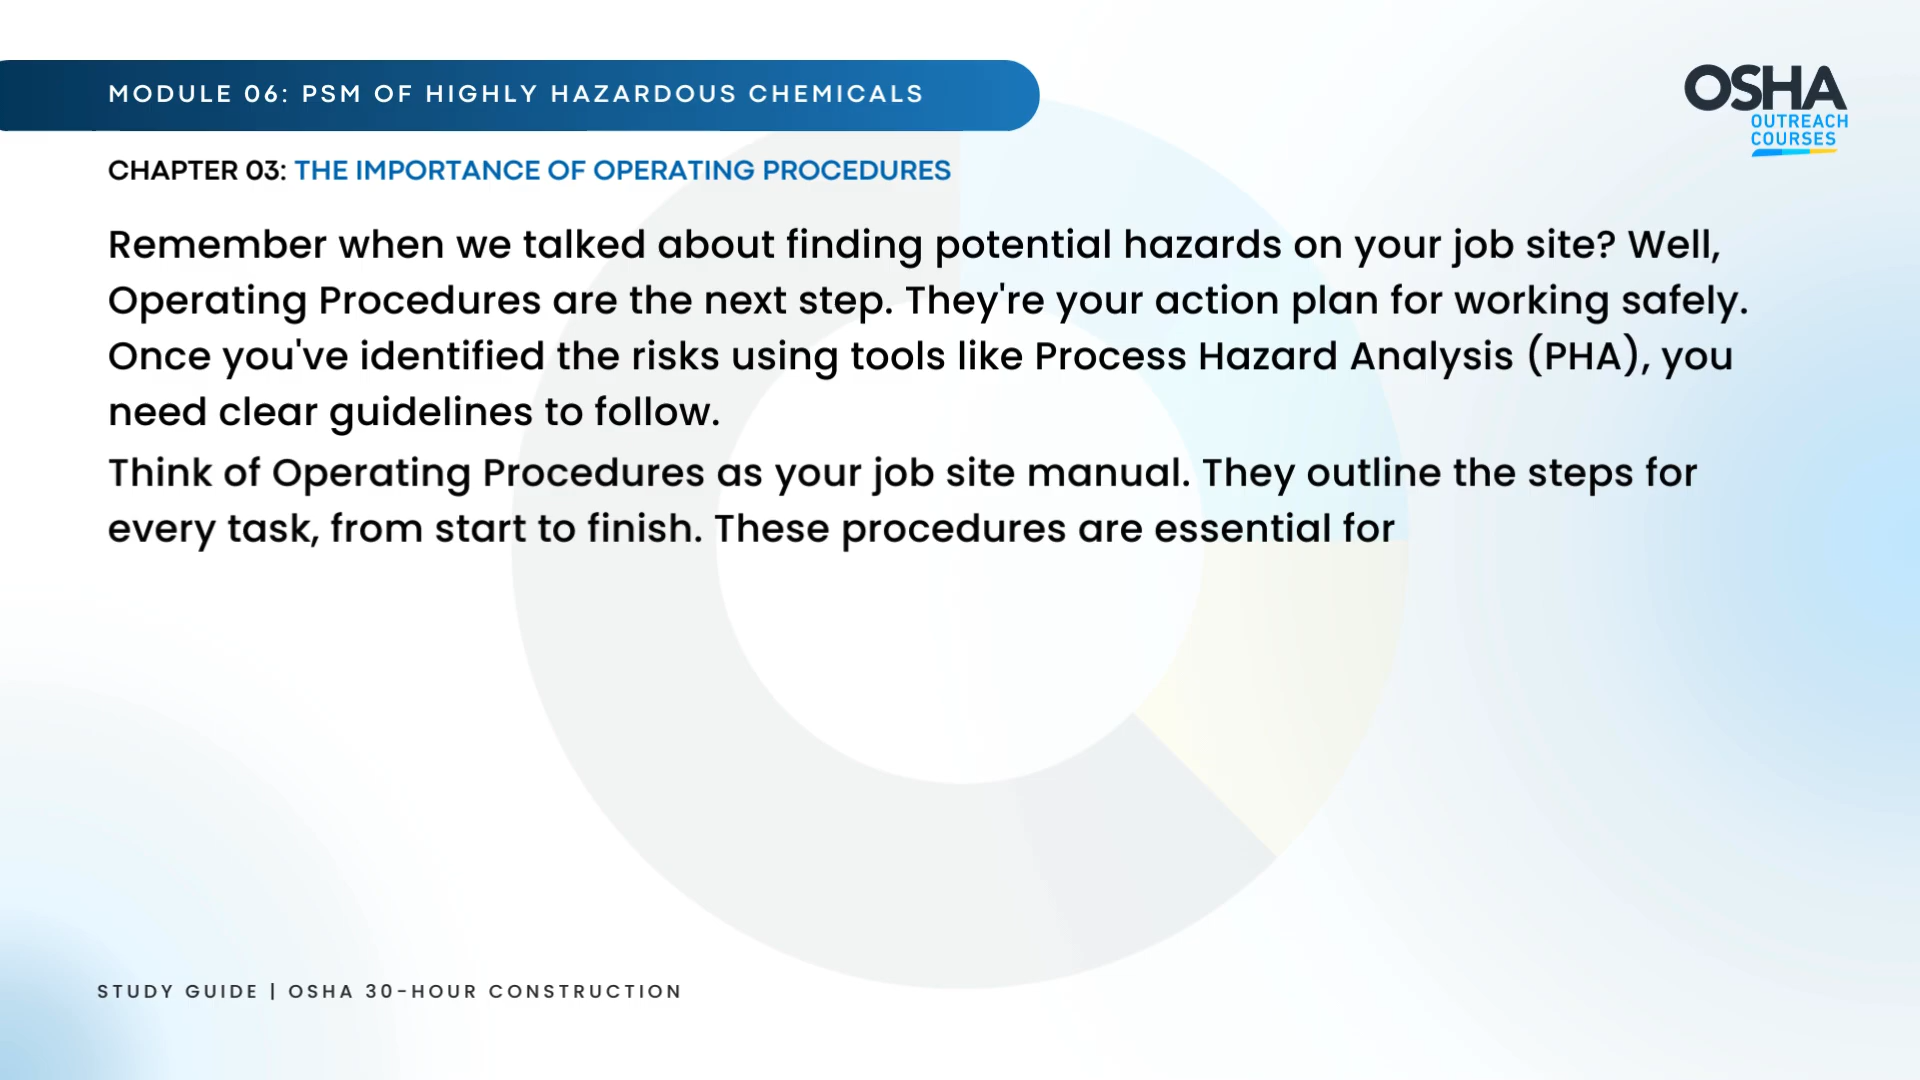 MODULE 06: PSM OF HIGHLY HAZARDOUS CHEMICALS
OSHA
OUTREACH
COURSES
CHAPTER 03: THE IMPORTANCE OF OPERATING PROCEDURES
Remember when we talked about finding potential hazards on your job site? Well,
Operating Procedures are the next step. They're your action plan for working safely.
Once you've identified the risks using tools like Process Hazard Analysis (PHA), you
need clear guidelines to follow.
Think of Operating Procedures as your job site manual. They outline the steps for
every task, from start to finish. These procedures are essential for
STUDY GUIDE | OSHA 30-HOUR CONSTRUCTION